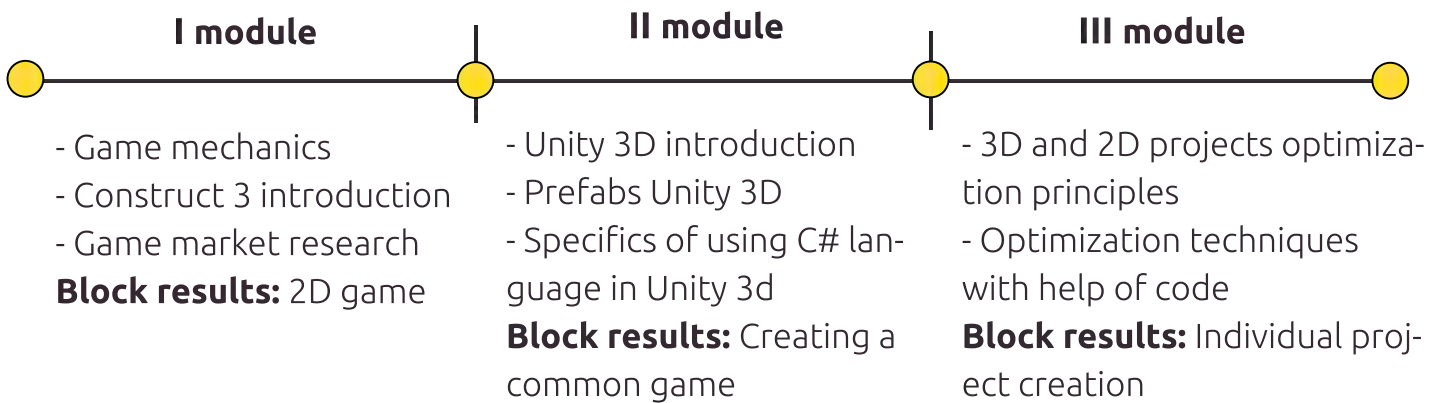 I module
- Game mechanics
- Construct 3 introduction
- Game market research
Block results: 2D game
II module
- Unity 3D introduction
- Prefabs Unity 3D
- Specifics of using C# lan-
guage in Unity 3d
Block results: Creating a
common game
III module
- 3D and 2D projects optimiza-
tion principles
- Optimization techniques
with help of code
Block results: Individual proj-
ect creation